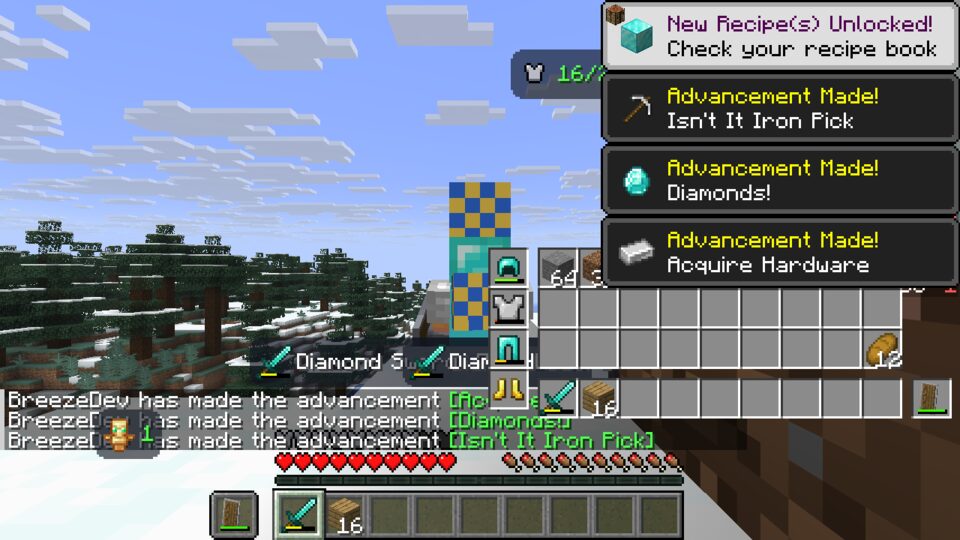 New Recipe(s) Unlocked!
Check your recipe book
16/
Advancement Made!
Isn't It Iron Pick
Advancement Made!
Diamonds!
Advancement Made!
Acquire Hardware
64
12
Diamond
BreezeDev has made the advancement
BreezeDev has made the advancement [Diamonds!]
BreezeDev has made the advancement [Isn't It Iron Pick]
1
16
16